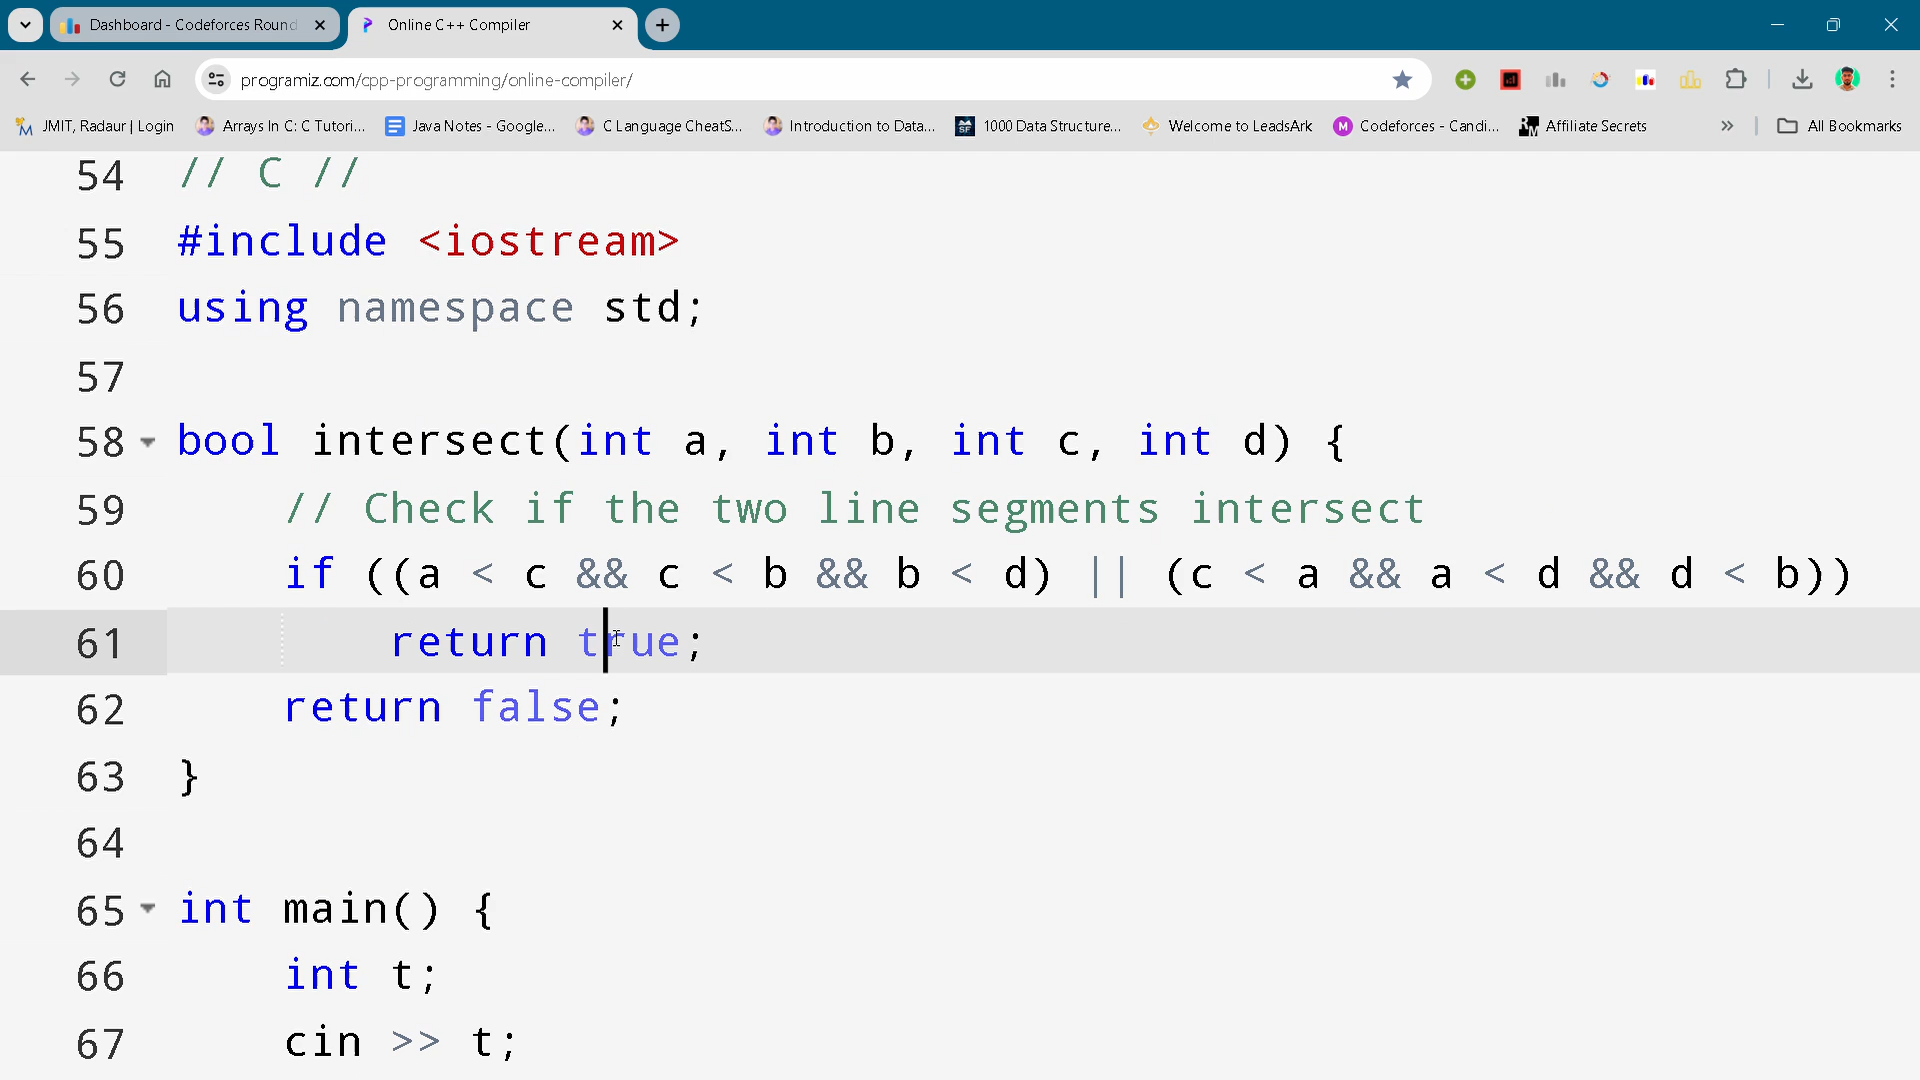 Dashboard - Codeforces Round
Online C++ Compiler
programiz.com/cpp-programming/online-compiler/
JMIT, Radaur | Login
Arrays In C: C Tutori...
Java Notes - Google...
C Language CheatS...
Introduction to Data...
1000 Data Structure...
Welcome to LeadsArk
Codeforces - Candi...
Affiliate Secrets
All Bookmarks
54 // C //
55 #include <iostream>
56 using namespace std;
57
58 bool intersect(int a, int b, int c, int d) {
59 // Check if the two line segments intersect
60 if ((a < c && c < b && b < d) || (c < a && a < d && d < b))
61 return true;
62 return false;
63 }
64
65 int main() {
66 int t;
67 cin >> t;